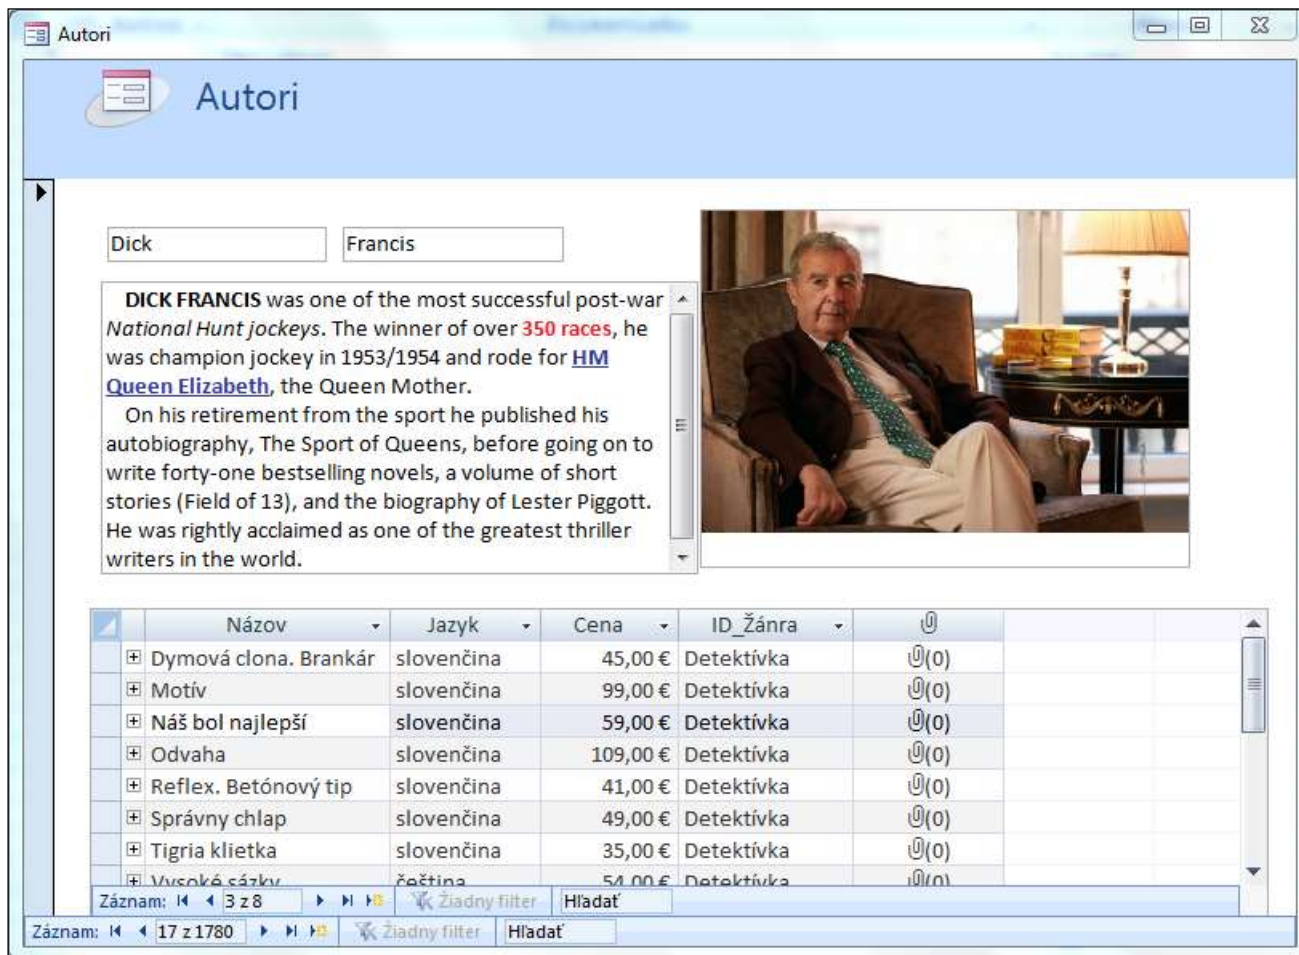 Autori
Autori
Dick Francis
DICK FRANCIS was one of the most successful post-war
National Hunt jockeys. The winner of over 350 races, he
was champion jockey in 1953/1954 and rode for HM
Queen Elizabeth, the Queen Mother.
On his retirement from the sport he published his
autobiography, The Sport of Queens, before going on to
write forty-one bestselling novels, a volume of short
stories (Field of 13), and the biography of Lester Piggott.
He was rightly acclaimed as one of the greatest thriller
writers in the world.
Názov Jazyk Cena ID_Žánra
Dymová clona. Brankár slovenčina 45,00 € Detektívka (0)
Motív slovenčina 99,00 € Detektívka (0)
Náš bol najlepší slovenčina 59,00 € Detektívka (0)
Odvaha slovenčina 109,00 € Detektívka (0)
Reflex. Betónový tip slovenčina 41,00 € Detektívka (0)
Správny chlap slovenčina 49,00 € Detektívka (0)
Tigria klietka slovenčina 35,00 € Detektívka (0)
Vysoké sázky čeština 54,00 € Detektívka (0)
Záznam: 3 z 8 Žiadny filter Hľadať
Záznam: 17 z 1780 Žiadny filter Hľadať